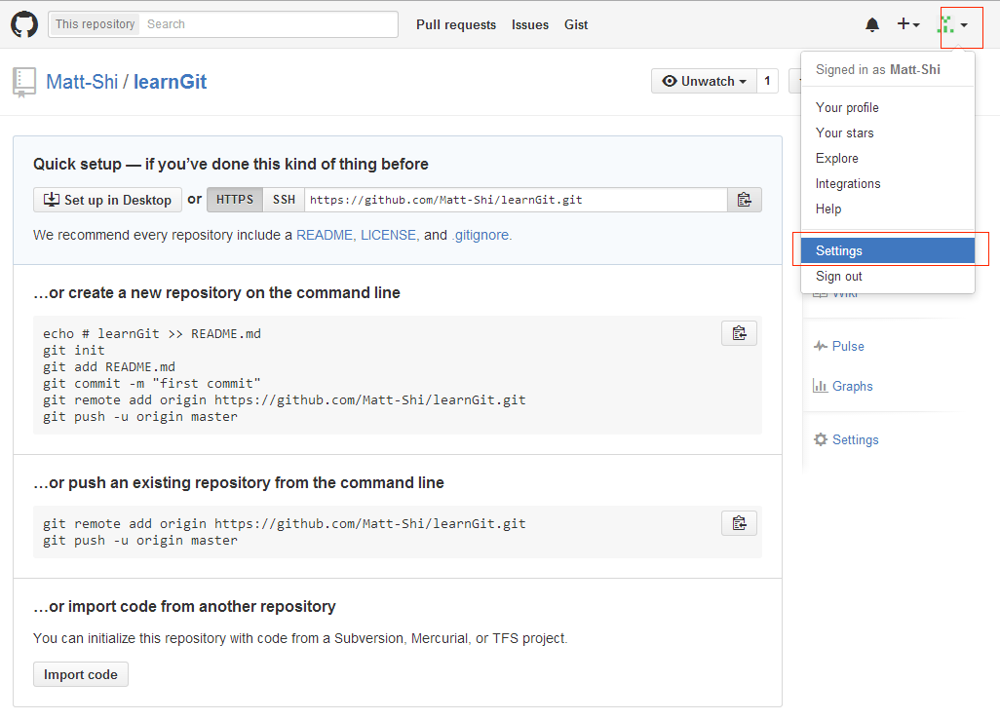 This repository Search Pull requests Issues Gist
Matt-Shi / learnGit
Unwatch 1
Signed in as Matt-Shi
Your profile
Your stars
Explore
Integrations
Help
Settings
Sign out
Wiki
Pulse
Graphs
Settings
Quick setup — if you’ve done this kind of thing before
Set up in Desktop or HTTPS SSH https://github.com/Matt-Shi/learnGit.git
We recommend every repository include a README, LICENSE, and .gitignore.
…or create a new repository on the command line
echo # learnGit >> README.md
git init
git add README.md
git commit -m "first commit"
git remote add origin https://github.com/Matt-Shi/learnGit.git
git push -u origin master
…or push an existing repository from the command line
git remote add origin https://github.com/Matt-Shi/learnGit.git
git push -u origin master
…or import code from another repository
You can initialize this repository with code from a Subversion, Mercurial, or TFS project.
Import code